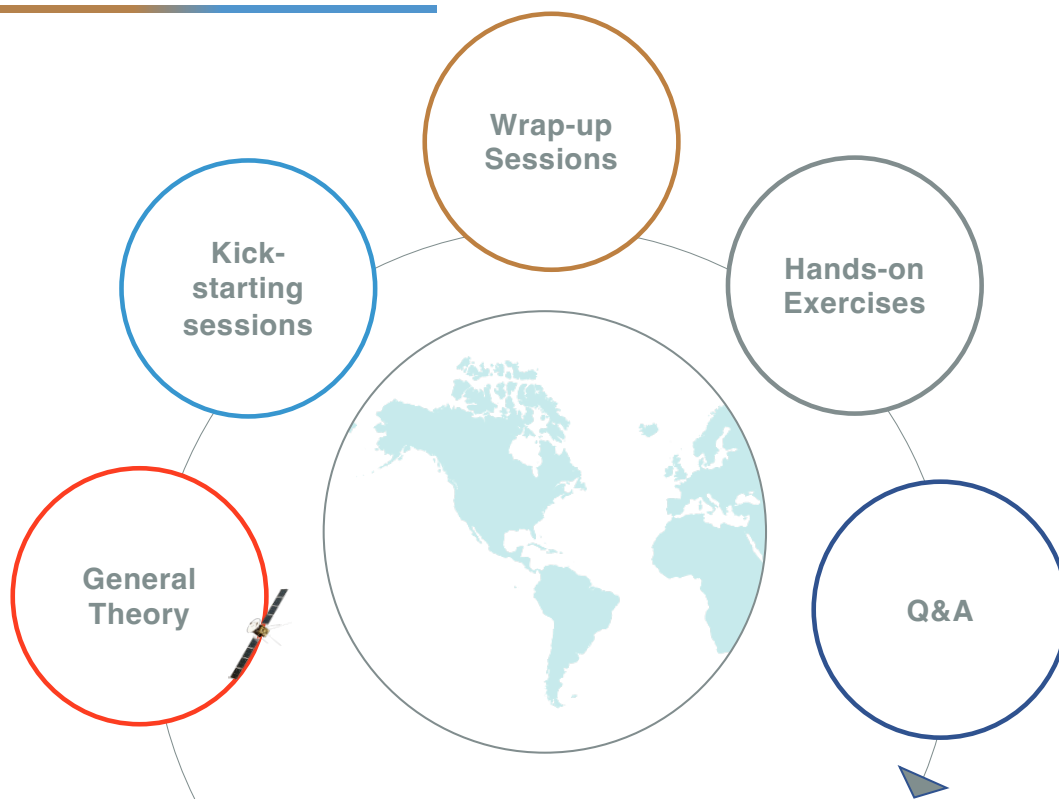 Wrap-up
Sessions
Kick-
starting
sessions
Hands-on
Exercises
General
Theory
Q&A